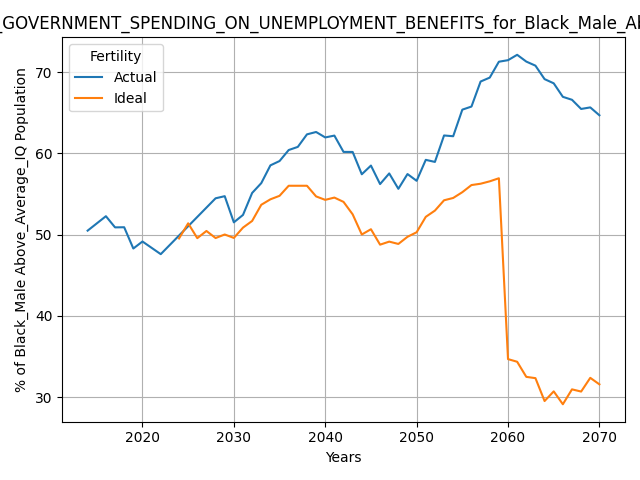 _GOVERNMENT_SPENDING_ON_UNEMPLOYMENT_BENEFITS_for_Black_Male_A
Fertility
Actual
Ideal
% of Black_Male Above_Average_IQ Population
70
60
50
40
30
2020 2030 2040 2050 2060 2070
Years